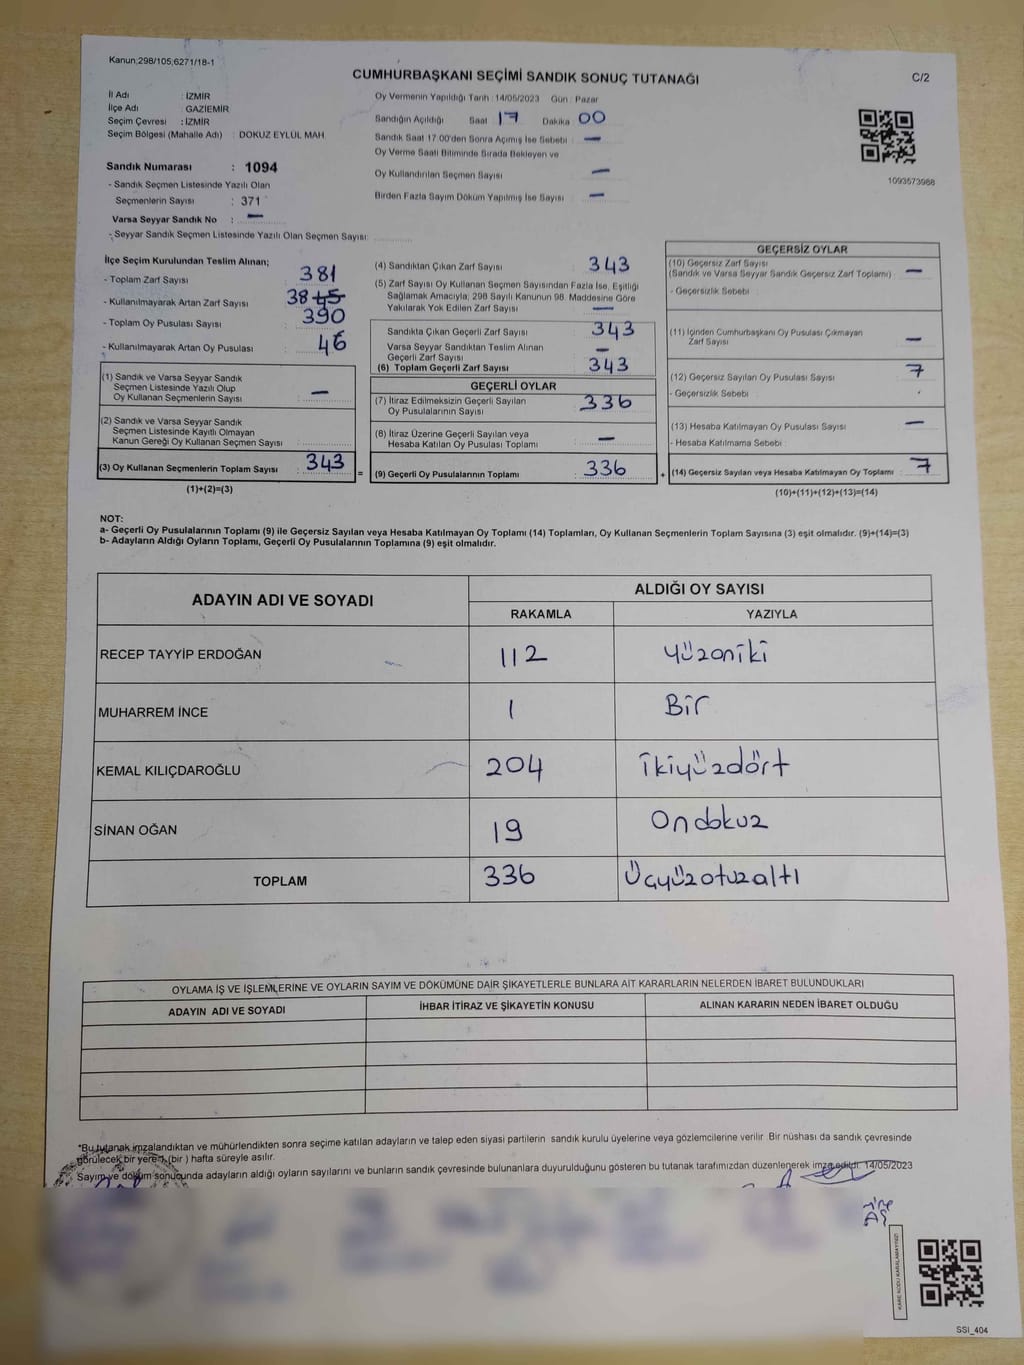 Kanun;298/105;6271/18-1
CUMHURBAŞKANI SEÇİMİ SANDIK SONUÇ TUTANAĞI
C/2
İl Adı : İZMİR
İlçe Adı : GAZİEMİR
Seçim Çevresi : İZMİR
Seçim Bölgesi (Mahalle Adı) : DOKUZ EYLÜL MAH.
Oy Vermenin Yapıldığı Tarih : 14/05/2023 Gün : Pazar
Sandığın Açıldığı Saat 17 Dakika 00
Sandık Saat 17.00'den Sonra Açımış İse Sebebi : —
Oy Verme Saati Bitiminde Sırada Bekleyen ve
Oy Kullandırılan Seçmen Sayısı —
Birden Fazla Sayım Döküm Yapılmış İse Sayısı —
1093573988
Sandık Numarası : 1094
- Sandık Seçmen Listesinde Yazılı Olan
Seçmenlerin Sayısı : 371
Varsa Seyyar Sandık No : —
- Seyyar Sandık Seçmen Listesinde Yazılı Olan Seçmen Sayısı:
İlçe Seçim Kurulundan Teslim Alınan;
- Toplam Zarf Sayısı : 381
- Kullanılmayarak Artan Zarf Sayısı : 38 45
- Toplam Oy Pusulası Sayısı : 390
- Kullanılmayarak Artan Oy Pusulası : 46
(1) Sandık ve Varsa Seyyar Sandık
Seçmen Listesinde Yazılı Olup
Oy Kullanan Seçmenlerin Sayısı : —
(2) Sandık ve Varsa Seyyar Sandık
Seçmen Listesinde Kayıtlı Olmayan
Kanun Gereği Oy Kullanan Seçmen Sayısı :
(3) Oy Kullanan Seçmenlerin Toplam Sayısı : 343
(1)+(2)=(3)
=
(4) Sandıktan Çıkan Zarf Sayısı : 343
(5) Zarf Sayısı Oy Kullanan Seçmen Sayısından Fazla İse, Eşitliği
Sağlamak Amacıyla; 298 Sayılı Kanunun 98. Maddesine Göre
Yakılarak Yok Edilen Zarf Sayısı : —
Sandıkta Çıkan Geçerli Zarf Sayısı : 343
Varsa Seyyar Sandıktan Teslim Alınan
Geçerli Zarf Sayısı : —
(6) Toplam Geçerli Zarf Sayısı : 343
GEÇERLİ OYLAR
(7) İtiraz Edilmeksizin Geçerli Sayılan
Oy Pusulalarının Sayısı : 336
(8) İtiraz Üzerine Geçerli Sayılan veya
Hesaba Katılan Oy Pusulası Toplamı : —
(9) Geçerli Oy Pusulalarının Toplamı : 336
+
GEÇERSİZ OYLAR
(10) Geçersiz Zarf Sayısı
(Sandık ve Varsa Seyyar Sandık Geçersiz Zarf Toplamı) : —
- Geçersizlik Sebebi :
(11) İçinden Cumhurbaşkanı Oy Pusulası Çıkmayan
Zarf Sayısı : —
(12) Geçersiz Sayılan Oy Pusulası Sayısı : 7
- Geçersizlik Sebebi :
(13) Hesaba Katılmayan Oy Pusulası Sayısı : —
- Hesaba Katılmama Sebebi :
(14) Geçersiz Sayılan veya Hesaba Katılmayan Oy Toplamı : 7
(10)+(11)+(12)+(13)=(14)
NOT:
a- Geçerli Oy Pusulalarının Toplamı (9) ile Geçersiz Sayılan veya Hesaba Katılmayan Oy Toplamı (14) Toplamları, Oy Kullanan Seçmenlerin Toplam Sayısına (3) eşit olmalıdır. (9)+(14)=(3)
b- Adayların Aldığı Oyların Toplamı, Geçerli Oy Pusulalarının Toplamına (9) eşit olmalıdır.
ADAYIN ADI VE SOYADI
ALDIĞI OY SAYISI
RAKAMLA YAZIYLA
RECEP TAYYİP ERDOĞAN 112 yüzoniki
MUHARREM İNCE 1 Bir
KEMAL KILIÇDAROĞLU 204 ikiyüzdört
SİNAN OĞAN 19 Ondokuz
TOPLAM 336 Üçyüzotuzaltı
OYLAMA İŞ VE İŞLEMLERİNE VE OYLARIN SAYIM VE DÖKÜMÜNE DAİR ŞİKAYETLERLE BUNLARA AİT KARARLARIN NELERDEN İBARET BULUNDUKLARI
ADAYIN ADI VE SOYADI İHBAR İTİRAZ VE ŞİKAYETİN KONUSU ALINAN KARARIN NEDEN İBARET OLDUĞU
*Bu tutanak imzalandıktan ve mühürlendikten sonra seçime katılan adayların ve talep eden siyasi partilerin sandık kurulu üyelerine veya gözlemcilerine verilir. Bir nüshası da sandık çevresinde
görülecek bir yere 1 (bir ) hafta süreyle asılır.
Sayım ve döküm sonucunda adayların aldığı oyların sayılarını ve bunların sandık çevresinde bulunanlara duyurulduğunu gösteren bu tutanak tarafımızdan düzenlenerek imza edildi. 14/05/2023
SSI_404